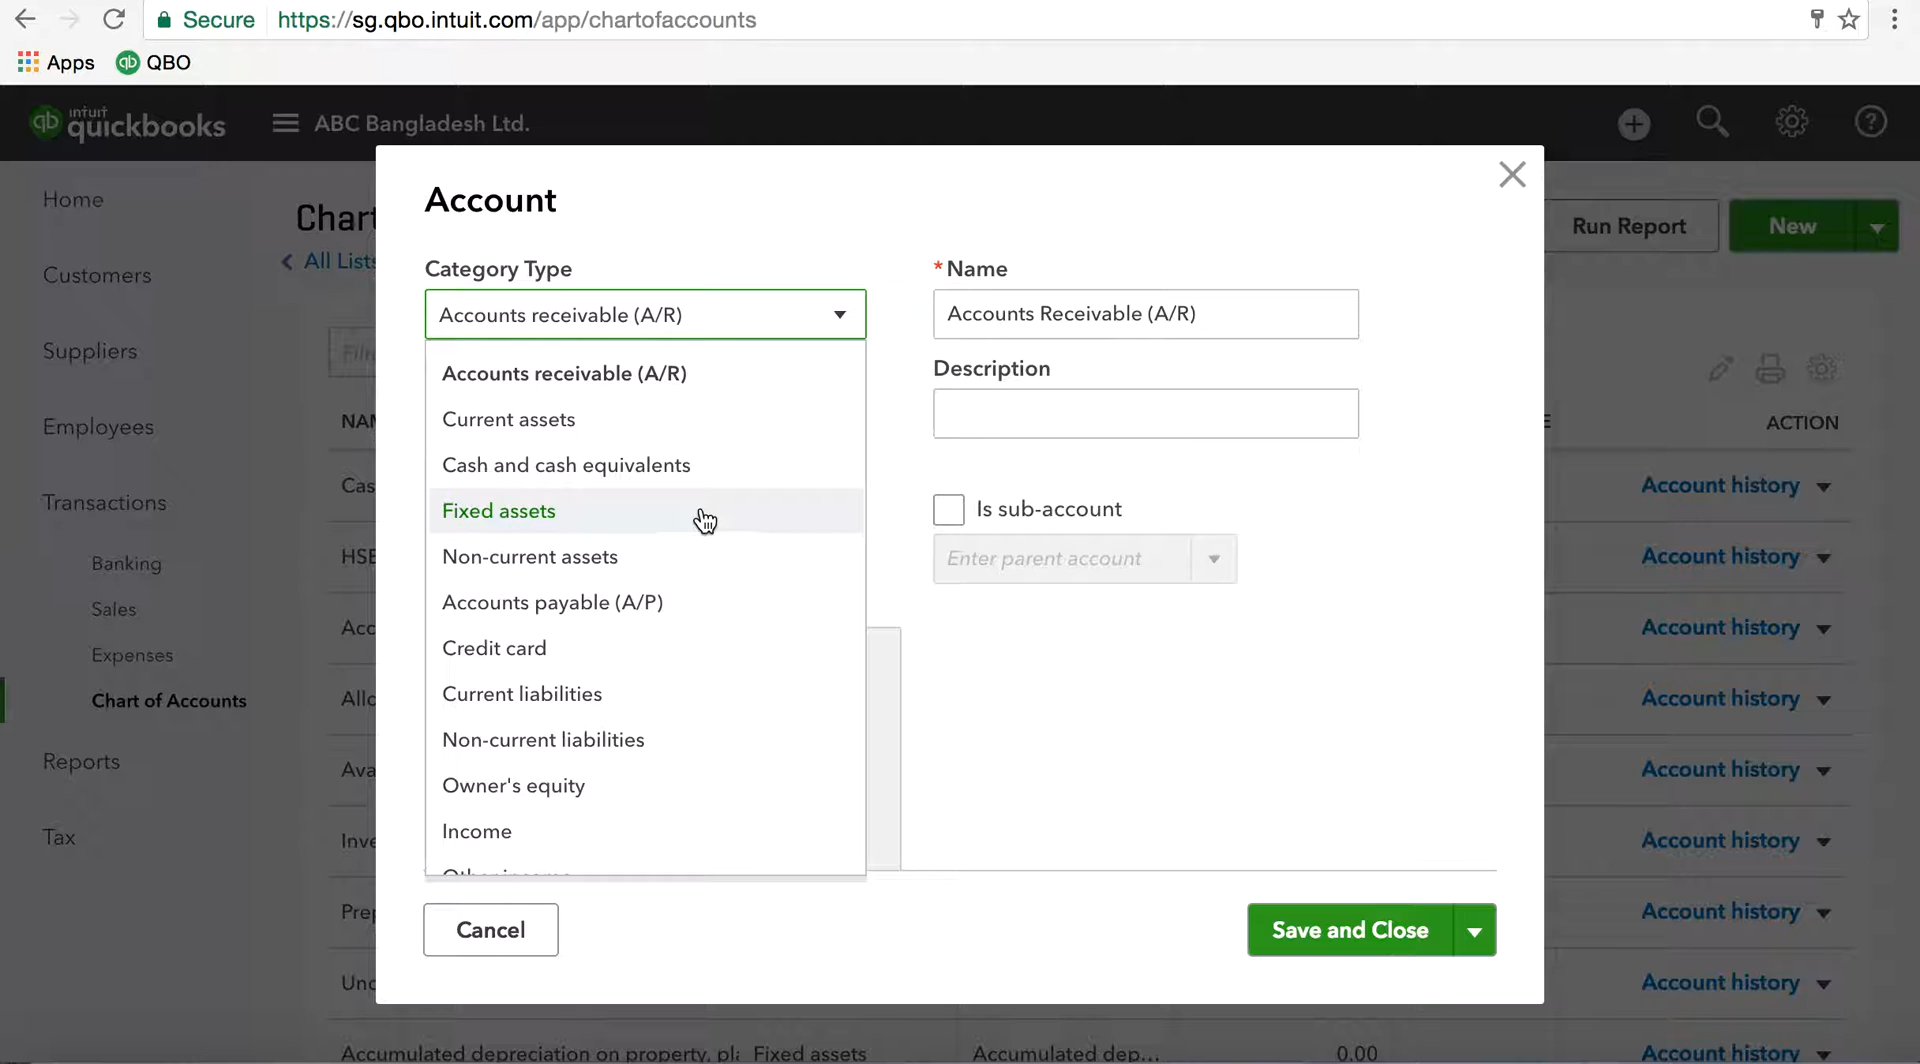 Secure https://sg.qbo.intuit.com/app/chartofaccounts
Apps QBO
qb intuit quickbooks ABC Bangladesh Ltd.
Home
Customers
Suppliers
Employees
Transactions
Banking
Sales
Expenses
Chart of Accounts
Reports
Tax
Chart
All Lists
Run Report New
ACTION
Account history
Account history
Account history
Account history
Account history
Account history
Account history
Account history
Accumulated depreciation on property, pl Fixed assets Accumulated dep... 0.00 Account history
Account
Category Type
Accounts receivable (A/R)
Accounts receivable (A/R)
Current assets
Cash and cash equivalents
Fixed assets
Non-current assets
Accounts payable (A/P)
Credit card
Current liabilities
Non-current liabilities
Owner's equity
Income
*Name
Accounts Receivable (A/R)
Description
Is sub-account
Enter parent account
Cancel
Save and Close